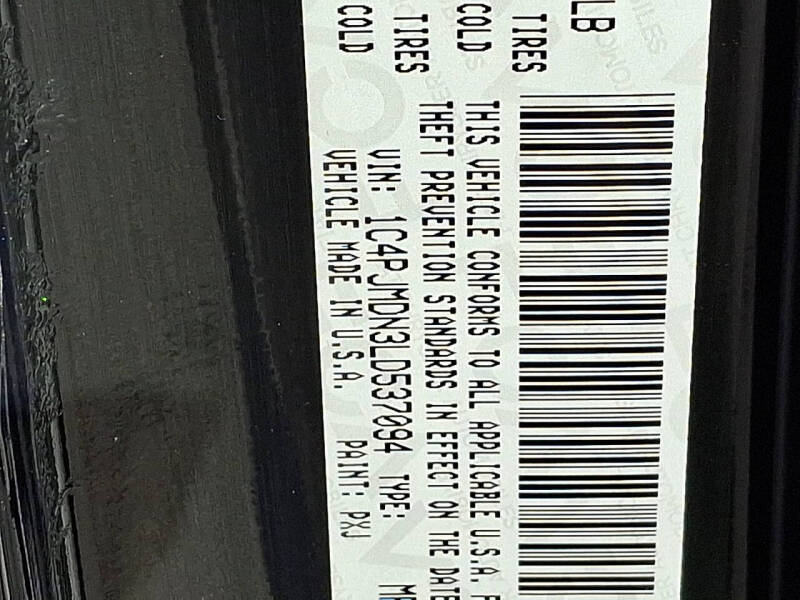 LB
TIRES COLD
TIRES COLD
THIS VEHICLE CONFORMS TO ALL APPLICABLE U.S.A. F
THEFT PREVENTION STANDARDS IN EFFECT ON THE DATE
VIN: 1C4PJMDN3LD537094 TYPE: MP
VEHICLE MADE IN U.S.A. PAINT: PXJ